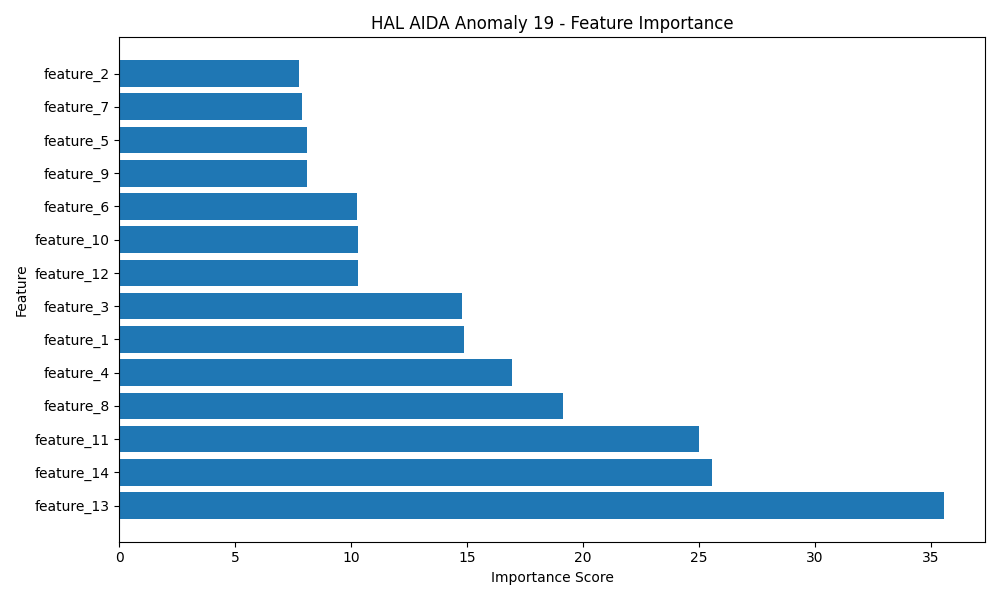 HAL AIDA Anomaly 19 - Feature Importance
Feature
feature_2
feature_7
feature_5
feature_9
feature_6
feature_10
feature_12
feature_3
feature_1
feature_4
feature_8
feature_11
feature_14
feature_13
0 5 10 15 20 25 30 35
Importance Score